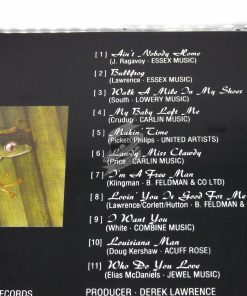 [1] Ain't Nobody Home
(J. Ragavoy - ESSEX MUSIC)
[2] Bullfrog
(Lawrence - ESSEX MUSIC)
[3] Walk A Mile In My Shoes
(South - LOWERY MUSIC)
[4] My Baby Left Me
(Crudup - CARLIN MUSIC)
[5] Makin' Time
(Pickett/Philips - UNITED ARTISTS)
[6] Lawdy Miss Clawdy
(Price - CARLIN MUSIC)
[7] I'm A Free Man
(Klingman - B. FELDMAN & CO LTD)
[8] Lovin' You Is Good For Me
(Lawrence/Corlett/Hutton - B. FELDMAN &
[9] I Want You
(White - COMBINE MUSIC)
[10] Louisiana Man
(Doug Kershaw - ACUFF ROSE)
[11] Who Do You Love
(Elias McDaniels - JEWEL MUSIC)
ECORDS PRODUCER - DEREK LAWRENCE